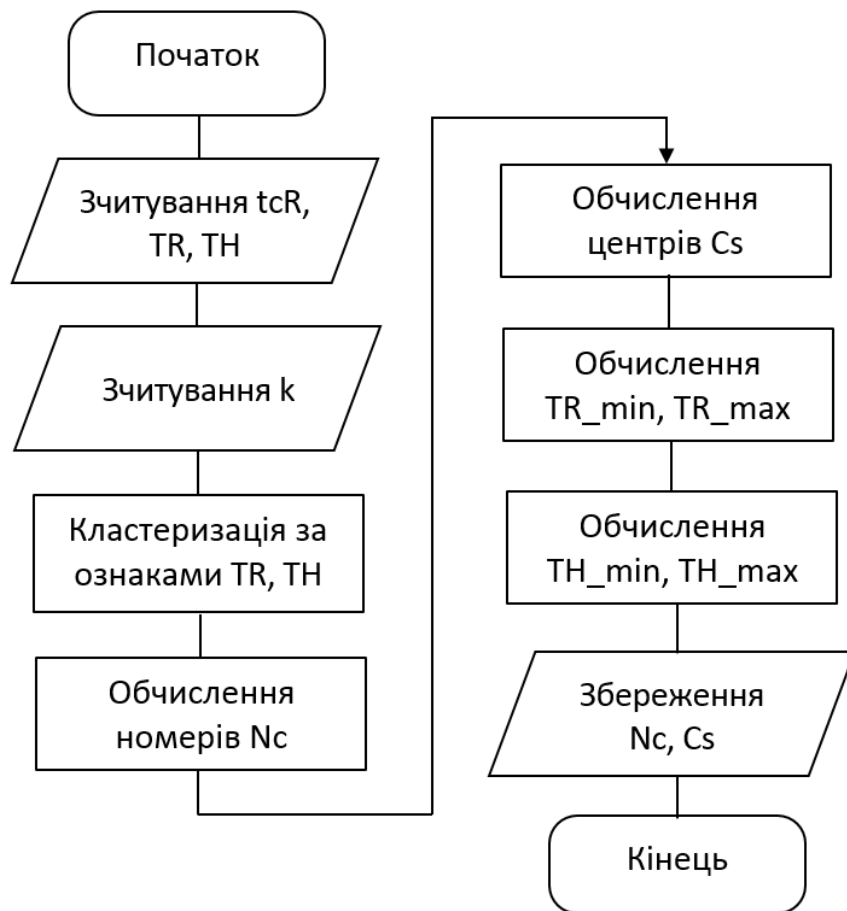 Початок
Зчитування tcR,
TR, TH
Зчитування k
Кластеризація за
ознаками TR, TH
Обчислення
номерів Nc
Обчислення
центрів Cs
Обчислення
TR_min, TR_max
Обчислення
TH_min, TH_max
Збереження
Nc, Cs
Кінець